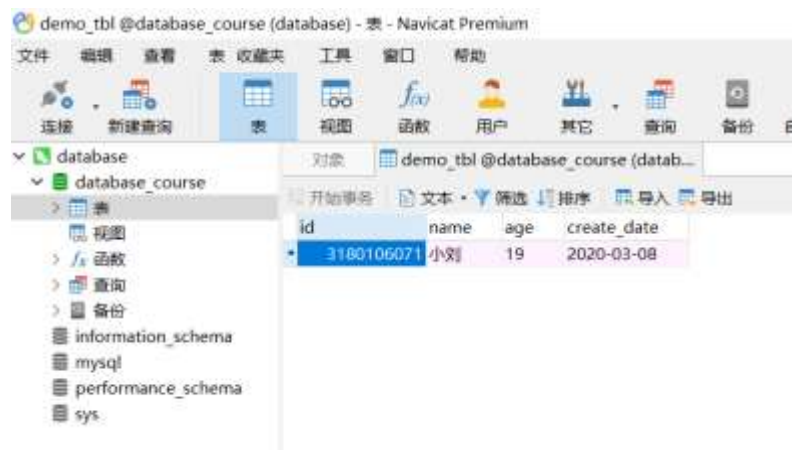 demo_tbl @database_course (database) - 表 - Navicat Premium
文件 编辑 查看 表 收藏夹 工具 窗口 帮助
连接 新建查询 表 视图 函数 用户 其它 查询 备份
database
对象 demo_tbl @database_course (datab...
database_course
开始事务 文本 筛选 排序 导入 导出
表
id name age create_date
视图
3180106071 小刘 19 2020-03-08
函数
查询
备份
information_schema
mysql
performance_schema
sys